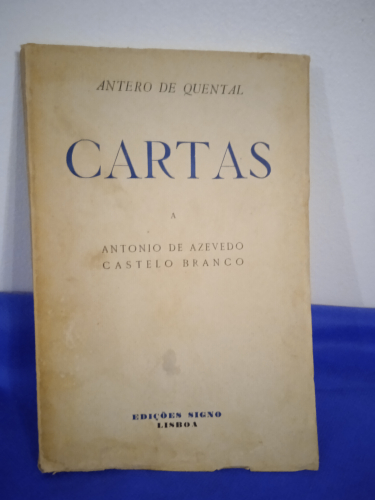 ANTERO DE QUENTAL
CARTAS
A
ANTONIO DE AZEVEDO
CASTELO BRANCO
EDIÇÕES SIGNO
LISBOA